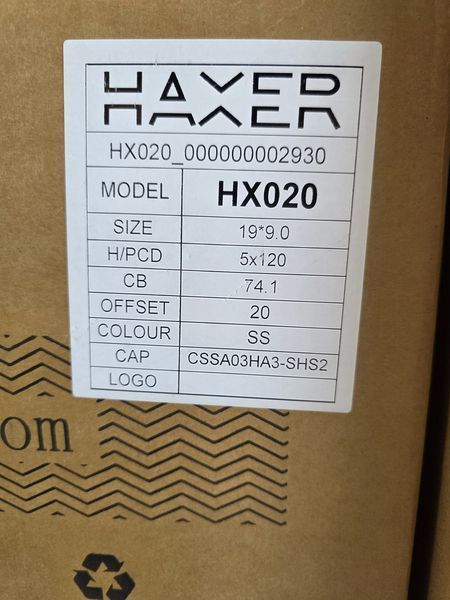 HAXER
HX020_000000002930
MODEL HX020
SIZE 19*9.0
H/PCD 5x120
CB 74.1
OFFSET 20
COLOUR SS
CAP CSSA03HA3-SHS2
LOGO
om